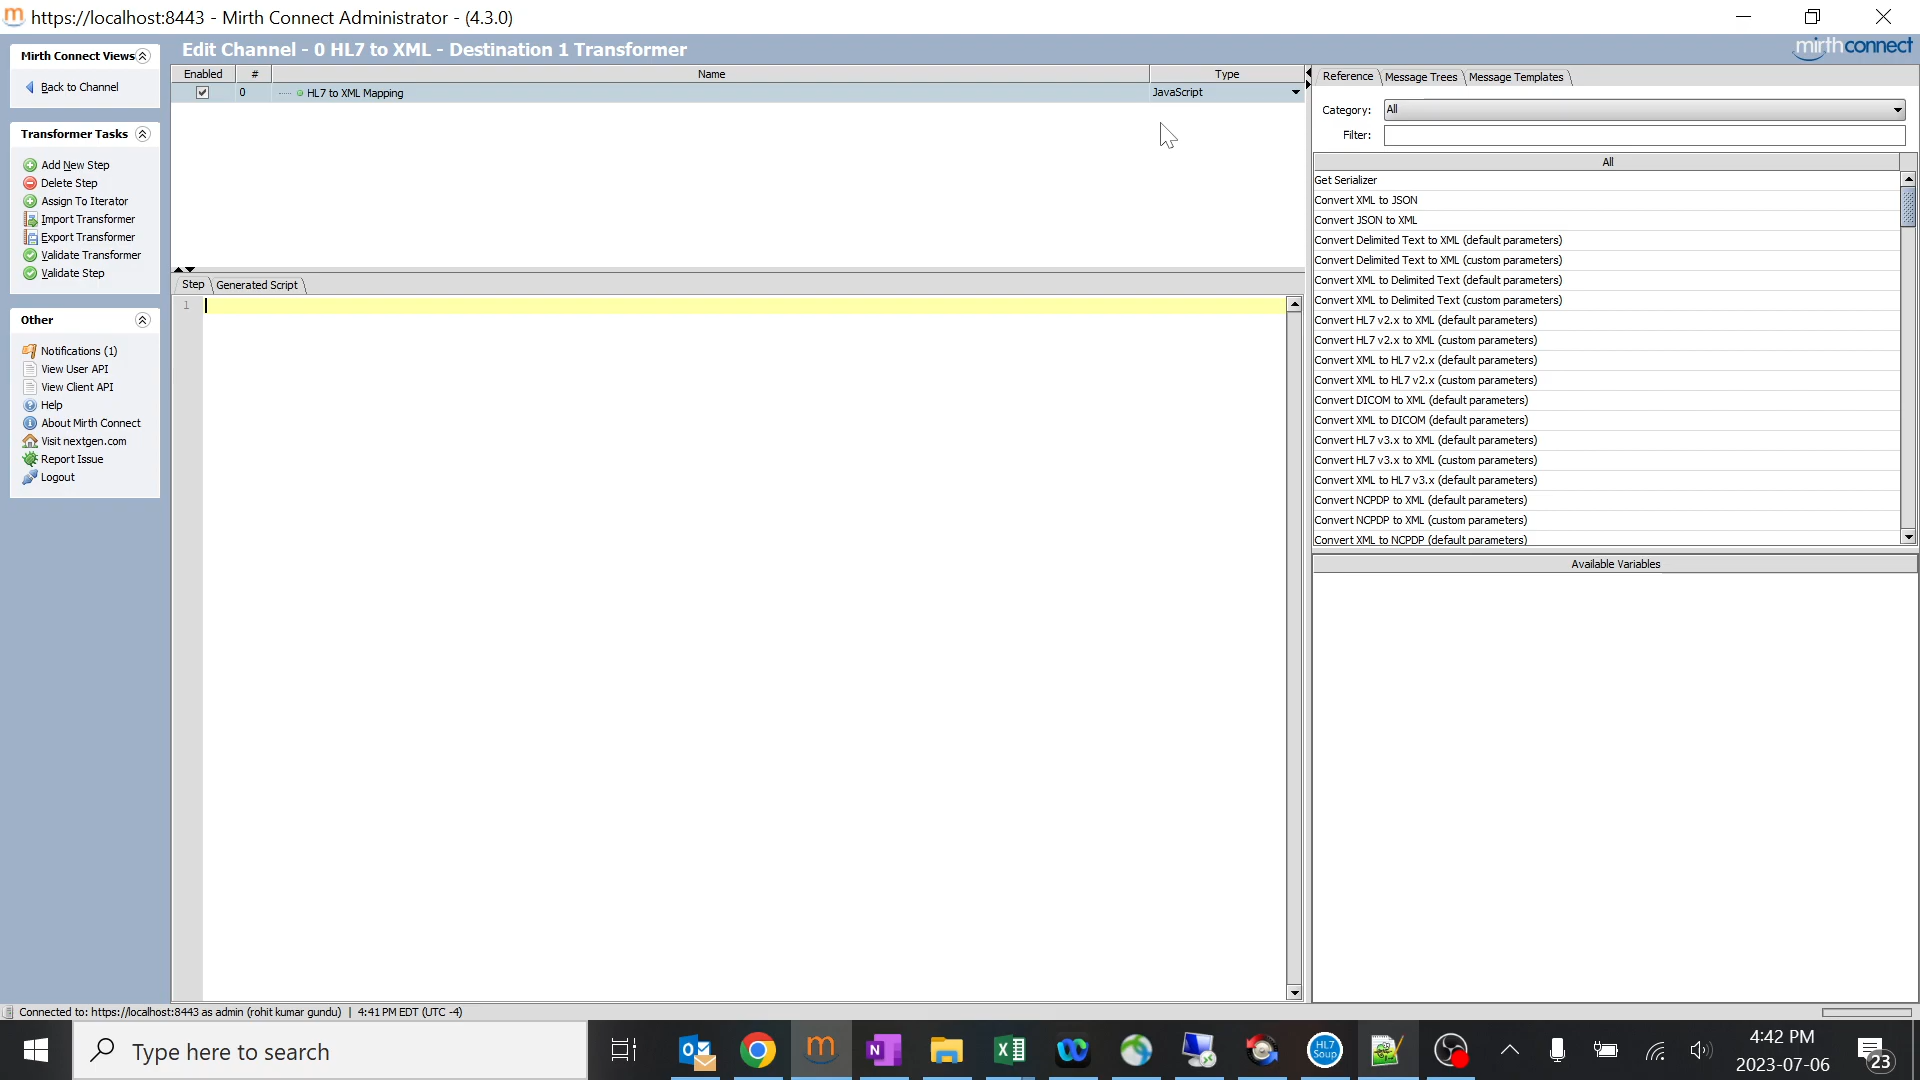 https://localhost:8443 - Mirth Connect Administrator - (4.3.0)
Mirth Connect Views
Back to Channel
Transformer Tasks
Add New Step
Delete Step
Assign To Iterator
Import Transformer
Export Transformer
Validate Transformer
Validate Step
Other
Notifications (1)
View User API
View Client API
Help
About Mirth Connect
Visit nextgen.com
Report Issue
Logout
Edit Channel - 0 HL7 to XML - Destination 1 Transformer
mirthconnect
Enabled # Name Type
0 HL7 to XML Mapping JavaScript
Step Generated Script
1
Reference Message Trees Message Templates
Category: All
Filter:
All
Get Serializer
Convert XML to JSON
Convert JSON to XML
Convert Delimited Text to XML (default parameters)
Convert Delimited Text to XML (custom parameters)
Convert XML to Delimited Text (default parameters)
Convert XML to Delimited Text (custom parameters)
Convert HL7 v2.x to XML (default parameters)
Convert HL7 v2.x to XML (custom parameters)
Convert XML to HL7 v2.x (default parameters)
Convert XML to HL7 v2.x (custom parameters)
Convert DICOM to XML (default parameters)
Convert XML to DICOM (default parameters)
Convert HL7 v3.x to XML (default parameters)
Convert HL7 v3.x to XML (custom parameters)
Convert XML to HL7 v3.x (default parameters)
Convert NCPDP to XML (default parameters)
Convert NCPDP to XML (custom parameters)
Convert XML to NCPDP (default parameters)
Available Variables
Connected to: https://localhost:8443 as admin (rohit kumar gundu) | 4:41 PM EDT (UTC -4)
Type here to search
HL7
Soup
4:42 PM
2023-07-06
23